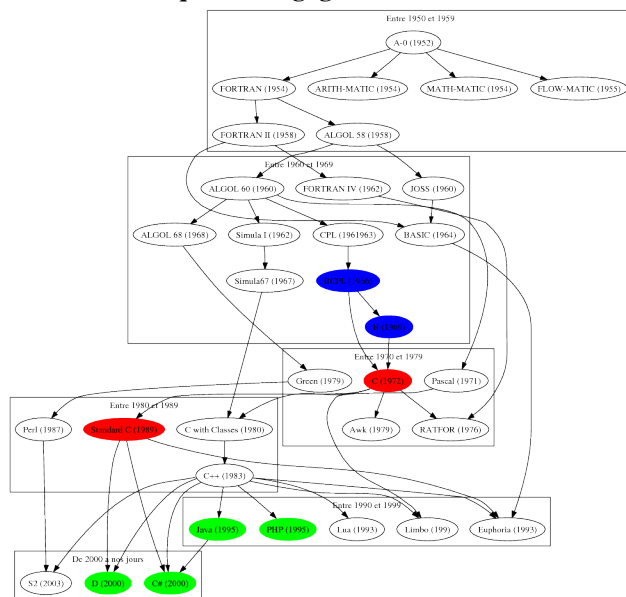 Entre 1950 et 1959
A-0 (1952)
FORTRAN (1954)
ARITH-MATIC (1954)
MATH-MATIC (1954)
FLOW-MATIC (1955)
FORTRAN II (1958)
ALGOL 58 (1958)
Entre 1960 et 1969
ALGOL 60 (1960)
FORTRAN IV (1962)
JOSS (1960)
ALGOL 68 (1968)
Simula I (1962)
CPL (1961963)
BASIC (1964)
Simula67 (1967)
BCPL (1966)
B (1969)
Entre 1970 et 1979
Green (1979)
C (1972)
Pascal (1971)
Entre 1980 et 1989
Perl (1987)
Standard C (1989)
C with Classes (1980)
Awk (1979)
RATFOR (1976)
C++ (1983)
Entre 1990 et 1999
Java (1995)
PHP (1995)
Lua (1993)
Limbo (199)
Euphoria (1993)
De 2000 a nos jours
S2 (2003)
D (2000)
C# (2000)